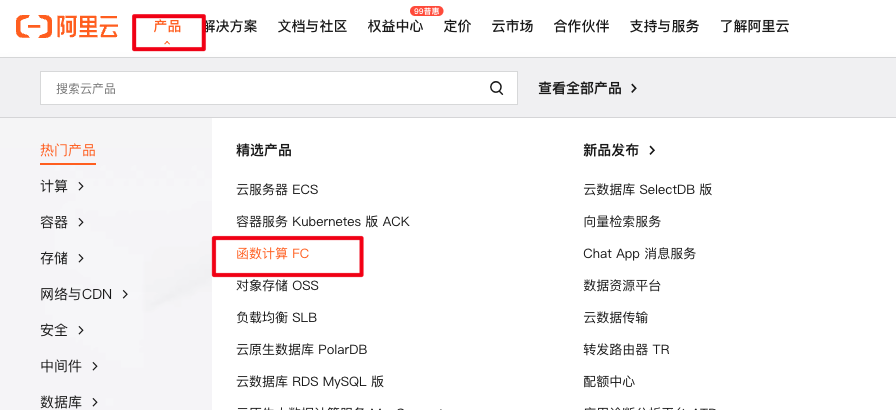 阿里云 产品 解决方案 文档与社区 权益中心 99普惠 定价 云市场 合作伙伴 支持与服务 了解阿里云
搜索云产品 查看全部产品
热门产品
计算
容器
存储
网络与CDN
安全
中间件
数据库
精选产品
云服务器 ECS
容器服务 Kubernetes 版 ACK
函数计算 FC
对象存储 OSS
负载均衡 SLB
云原生数据库 PolarDB
云数据库 RDS MySQL 版
新品发布
云数据库 SelectDB 版
向量检索服务
Chat App 消息服务
数据资源平台
云数据传输
转发路由器 TR
配额中心